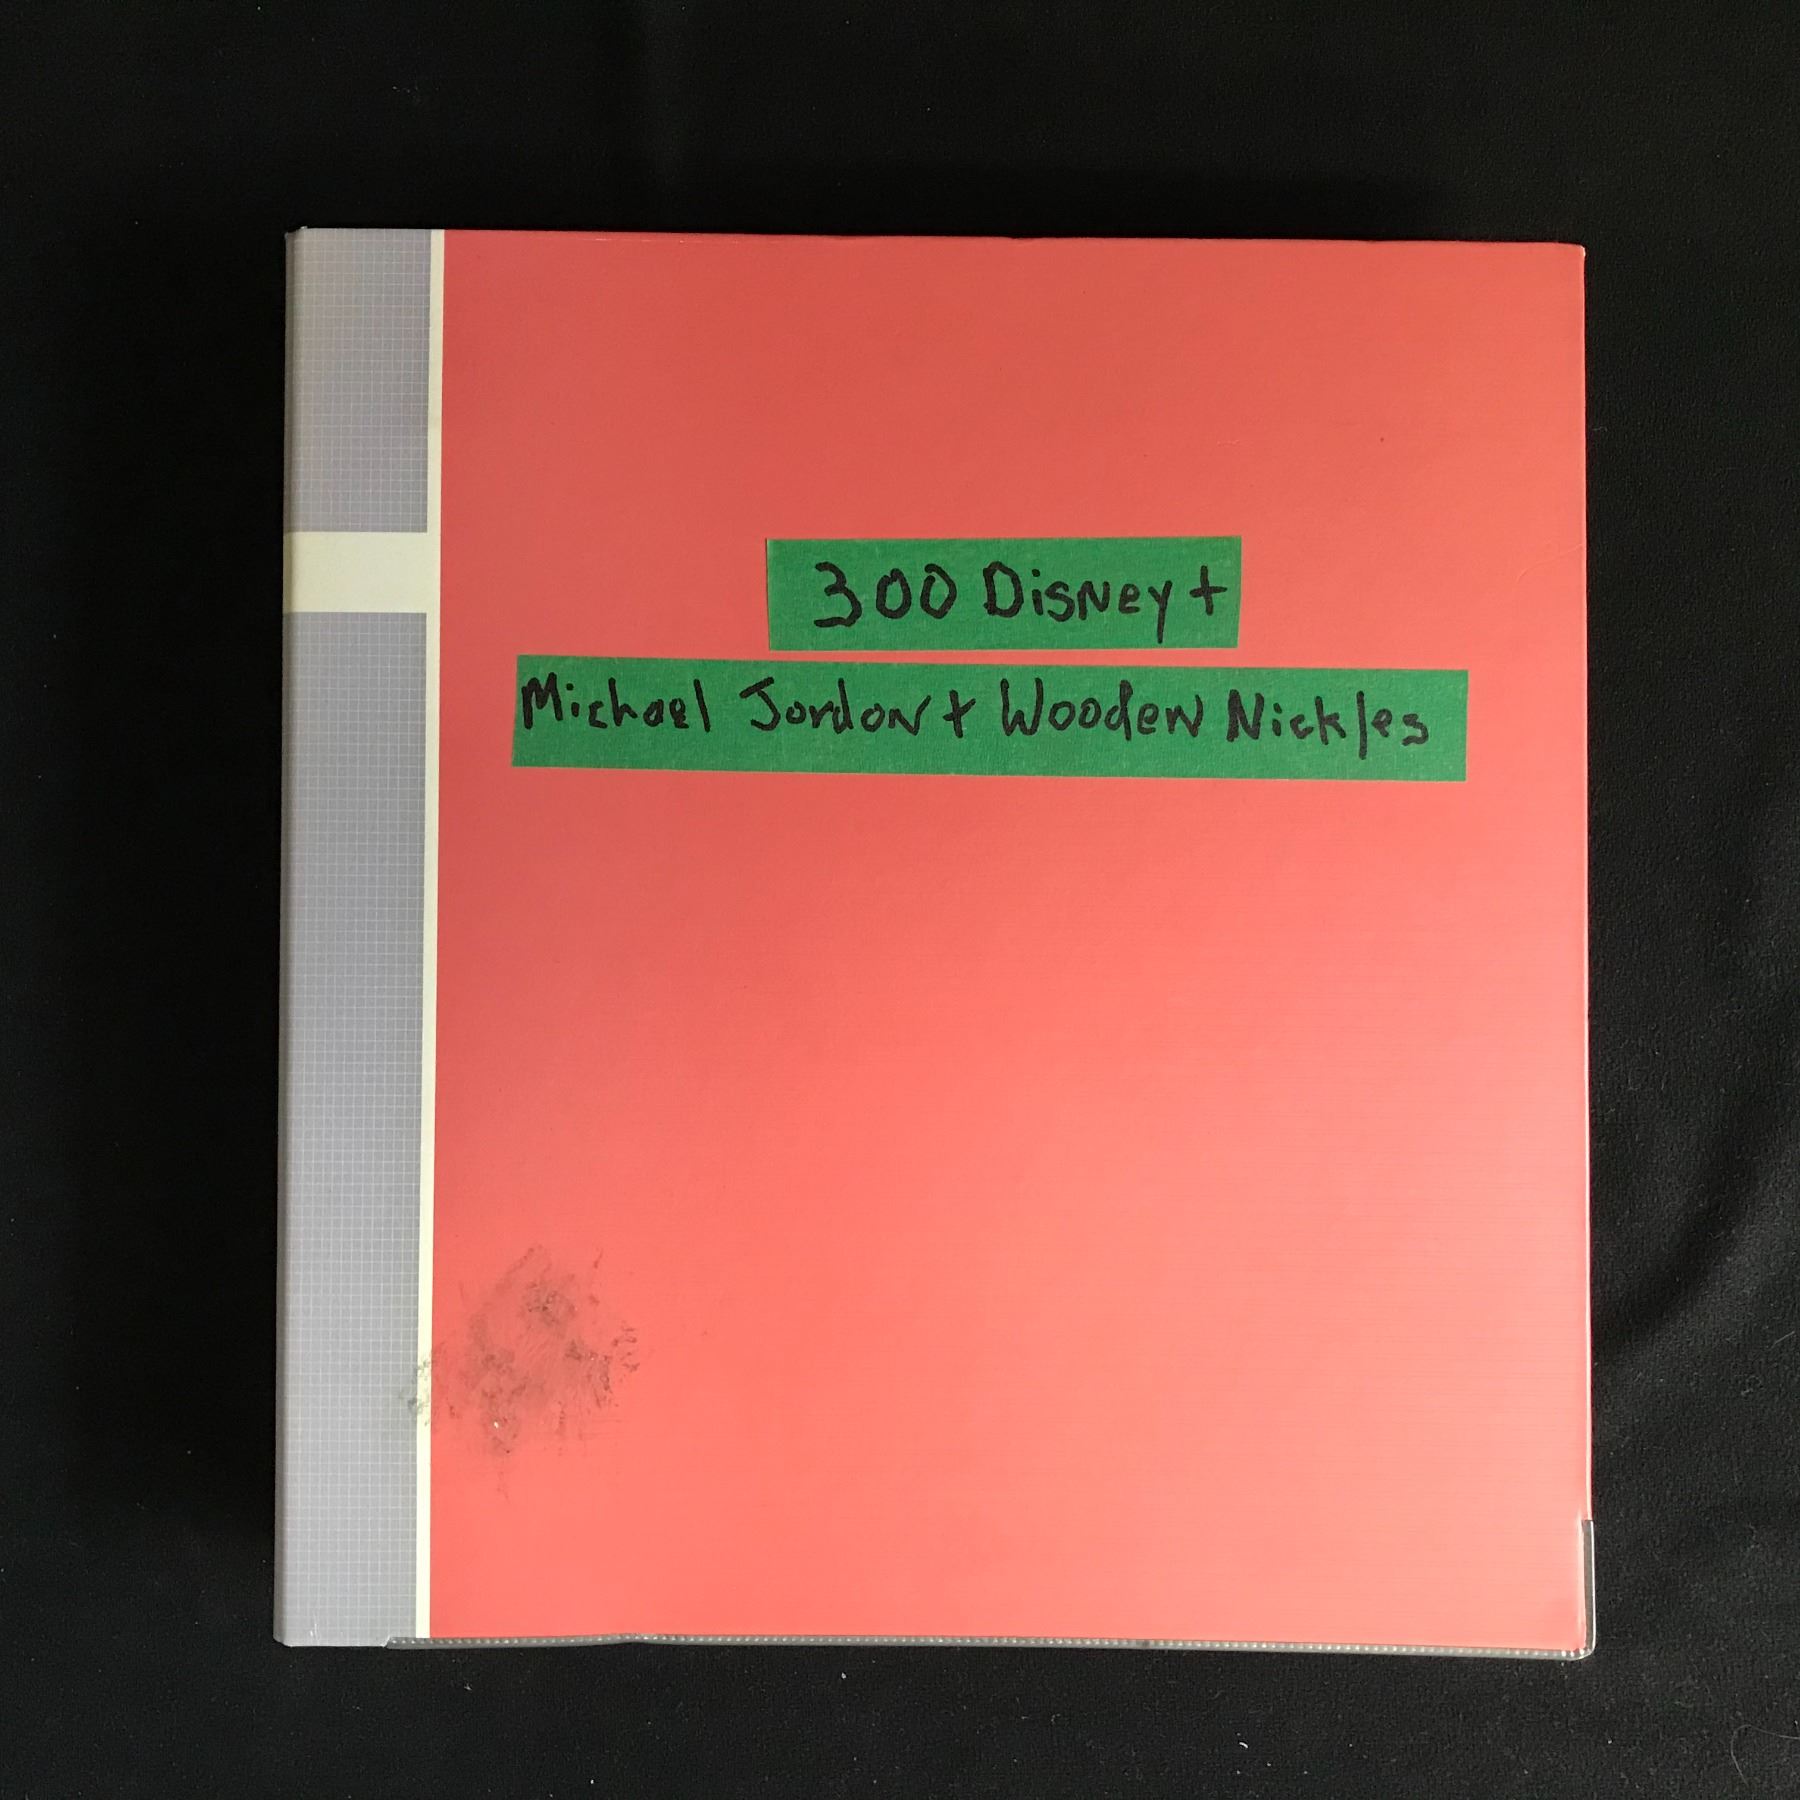 300 Disney +
Michael Jordon + Wooden Nickles